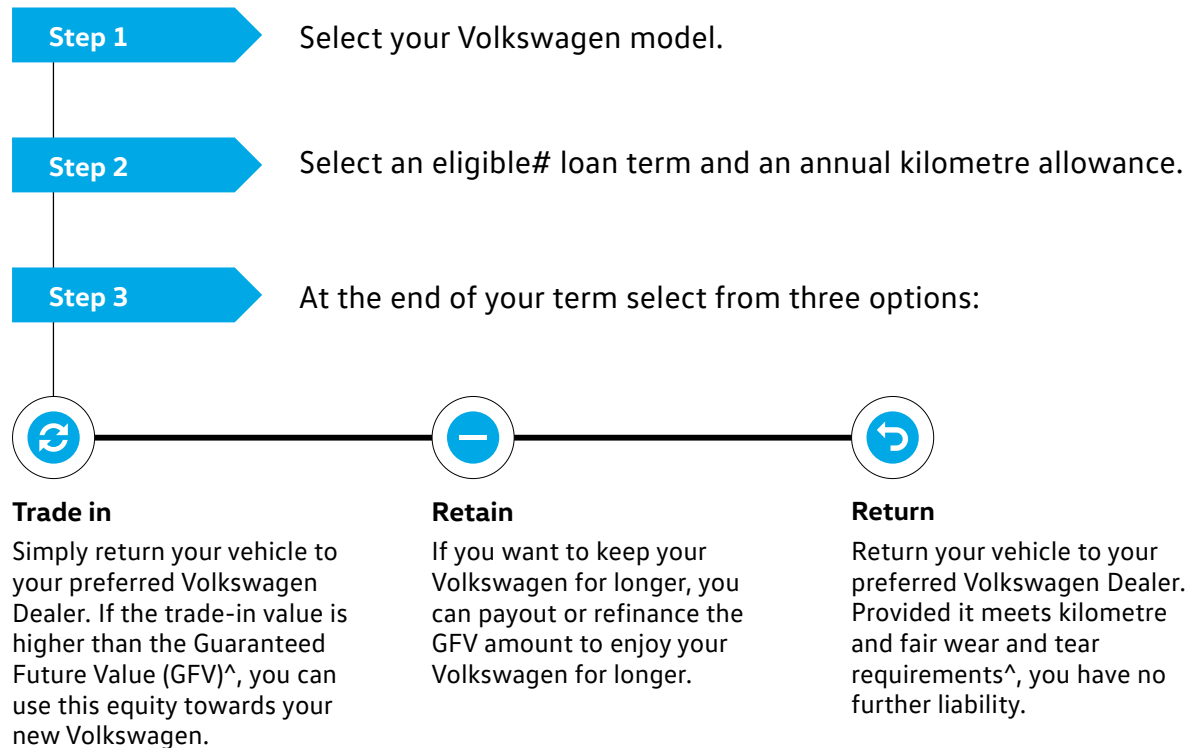 Step 1
Select your Volkswagen model.
Step 2
Select an eligible# loan term and an annual kilometre allowance.
Step 3
At the end of your term select from three options:
Trade in
Simply return your vehicle to
your preferred Volkswagen
Dealer. If the trade-in value is
higher than the Guaranteed
Future Value (GFV)^, you can
use this equity towards your
new Volkswagen.
Retain
If you want to keep your
Volkswagen for longer, you
can payout or refinance the
GFV amount to enjoy your
Volkswagen for longer.
Return
Return your vehicle to your
preferred Volkswagen Dealer.
Provided it meets kilometre
and fair wear and tear
requirements^, you have no
further liability.